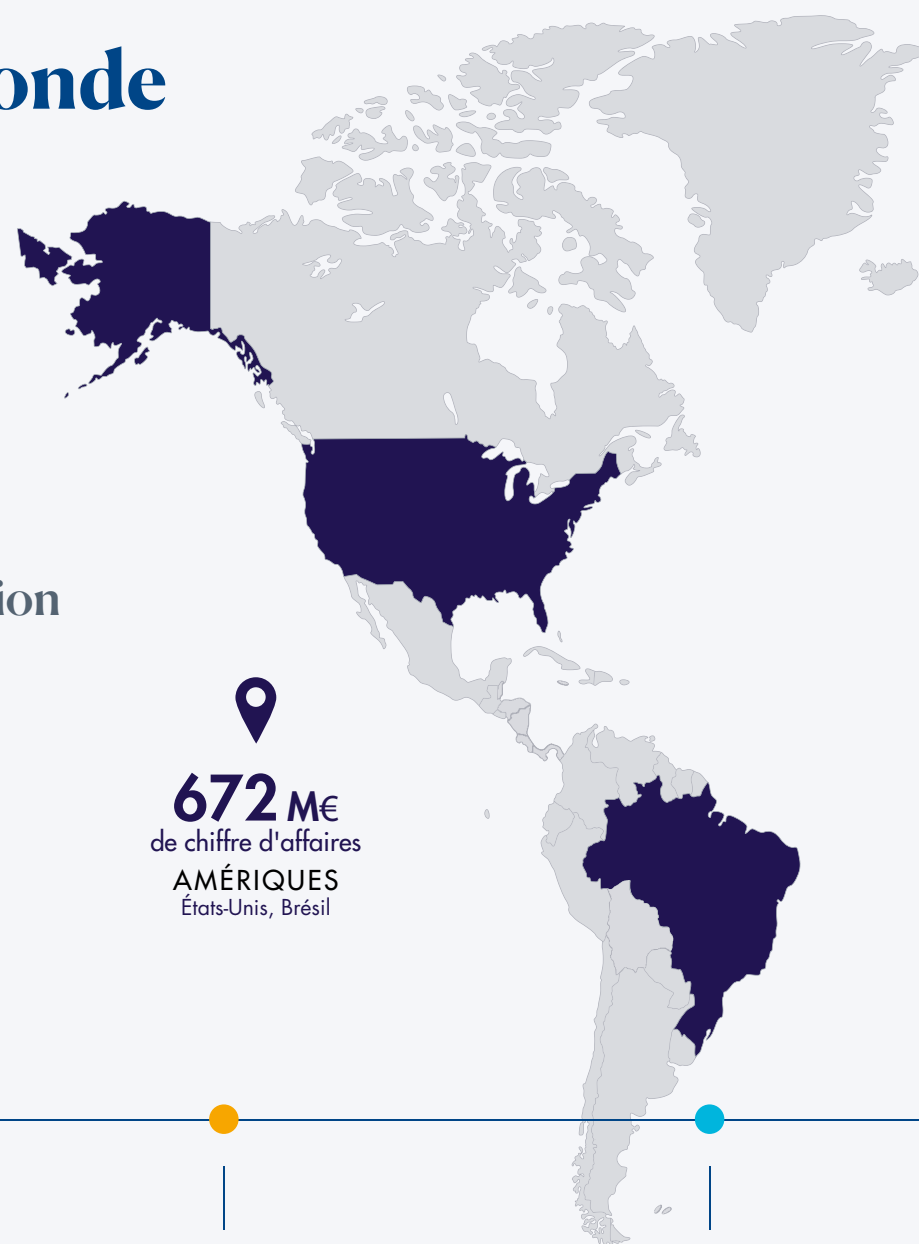 onde
ion
672 M€
de chiffre d'affaires
AMÉRIQUES
États-Unis, Brésil